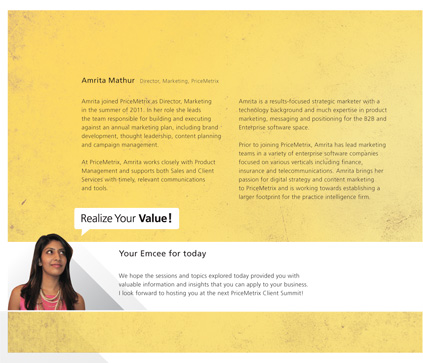 Amrita Mathur Director, Marketing, PriceMetrix
Amrita joined PriceMetrix as Director, Marketing
in the summer of 2011. In her role she leads
the team responsible for building and executing
against an annual marketing plan, including brand
development, thought leadership, content planning
and campaign management.
At PriceMetrix, Amrita works closely with Product
Management and supports both Sales and Client
Services with timely, relevant communications
and tools.
Amrita is a results-focused strategic marketer with a
technology background and much expertise in product
marketing, messaging and positioning for the B2B and
Enterprise software space.
Prior to joining PriceMetrix, Amrita has lead marketing
teams in a variety of enterprise software companies
focused on various verticals including finance,
insurance and telecommunications. Amrita brings her
passion for digital strategy and content marketing
to PriceMetrix and is working towards establishing a
larger footprint for the practice intelligence firm.
Realize Your Value!
Your Emcee for today
We hope the sessions and topics explored today provided you with
valuable information and insights that you can apply to your business.
I look forward to hosting you at the next PriceMetrix Client Summit!